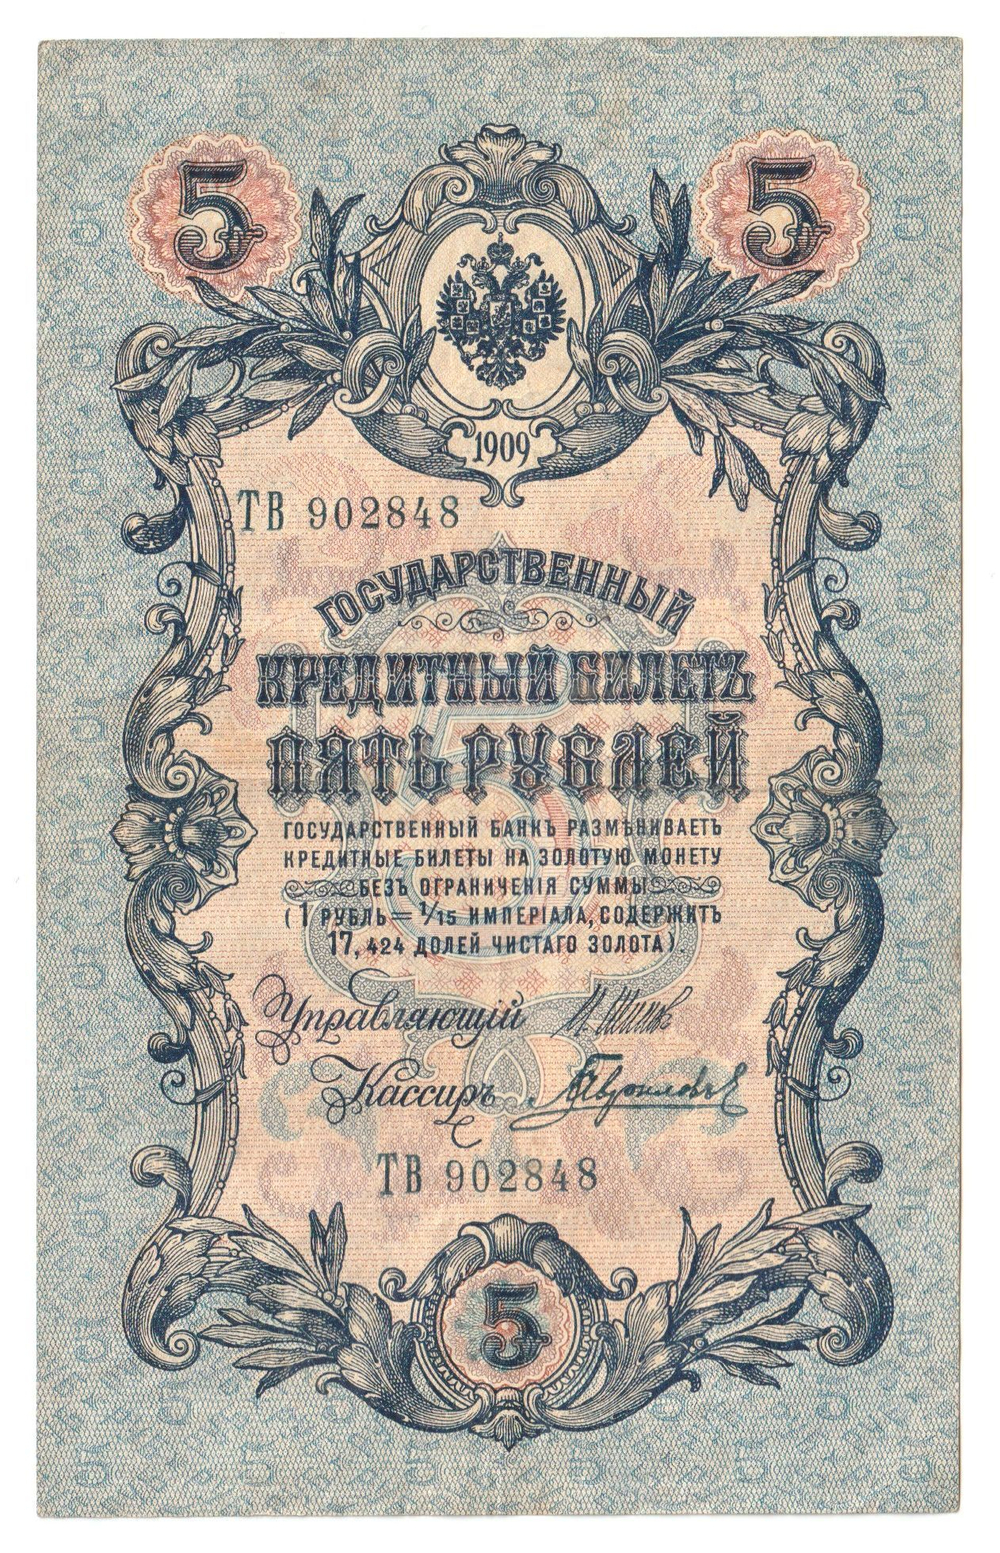 5 5
1909
ТВ 902848
ГОСУДАРСТВЕННЫЙ
КРЕДИТНЫЙ БИЛЕТЪ
ПЯТЬ РУБЛЕЙ
ГОСУДАРСТВЕННЫЙ БАНКЪ РАЗМѢНИВАЕТЪ
КРЕДИТНЫЕ БИЛЕТЫ НА ЗОЛОТУЮ МОНЕТУ
БЕЗЪ ОГРАНИЧЕНІЯ СУММЫ
(1 РУБЛЬ = 1/15 ИМПЕРІАЛА, СОДЕРЖИТЪ
17,424 ДОЛЕЙ ЧИСТАГО ЗОЛОТА).
Управляющій
Кассиръ
ТВ 902848
5